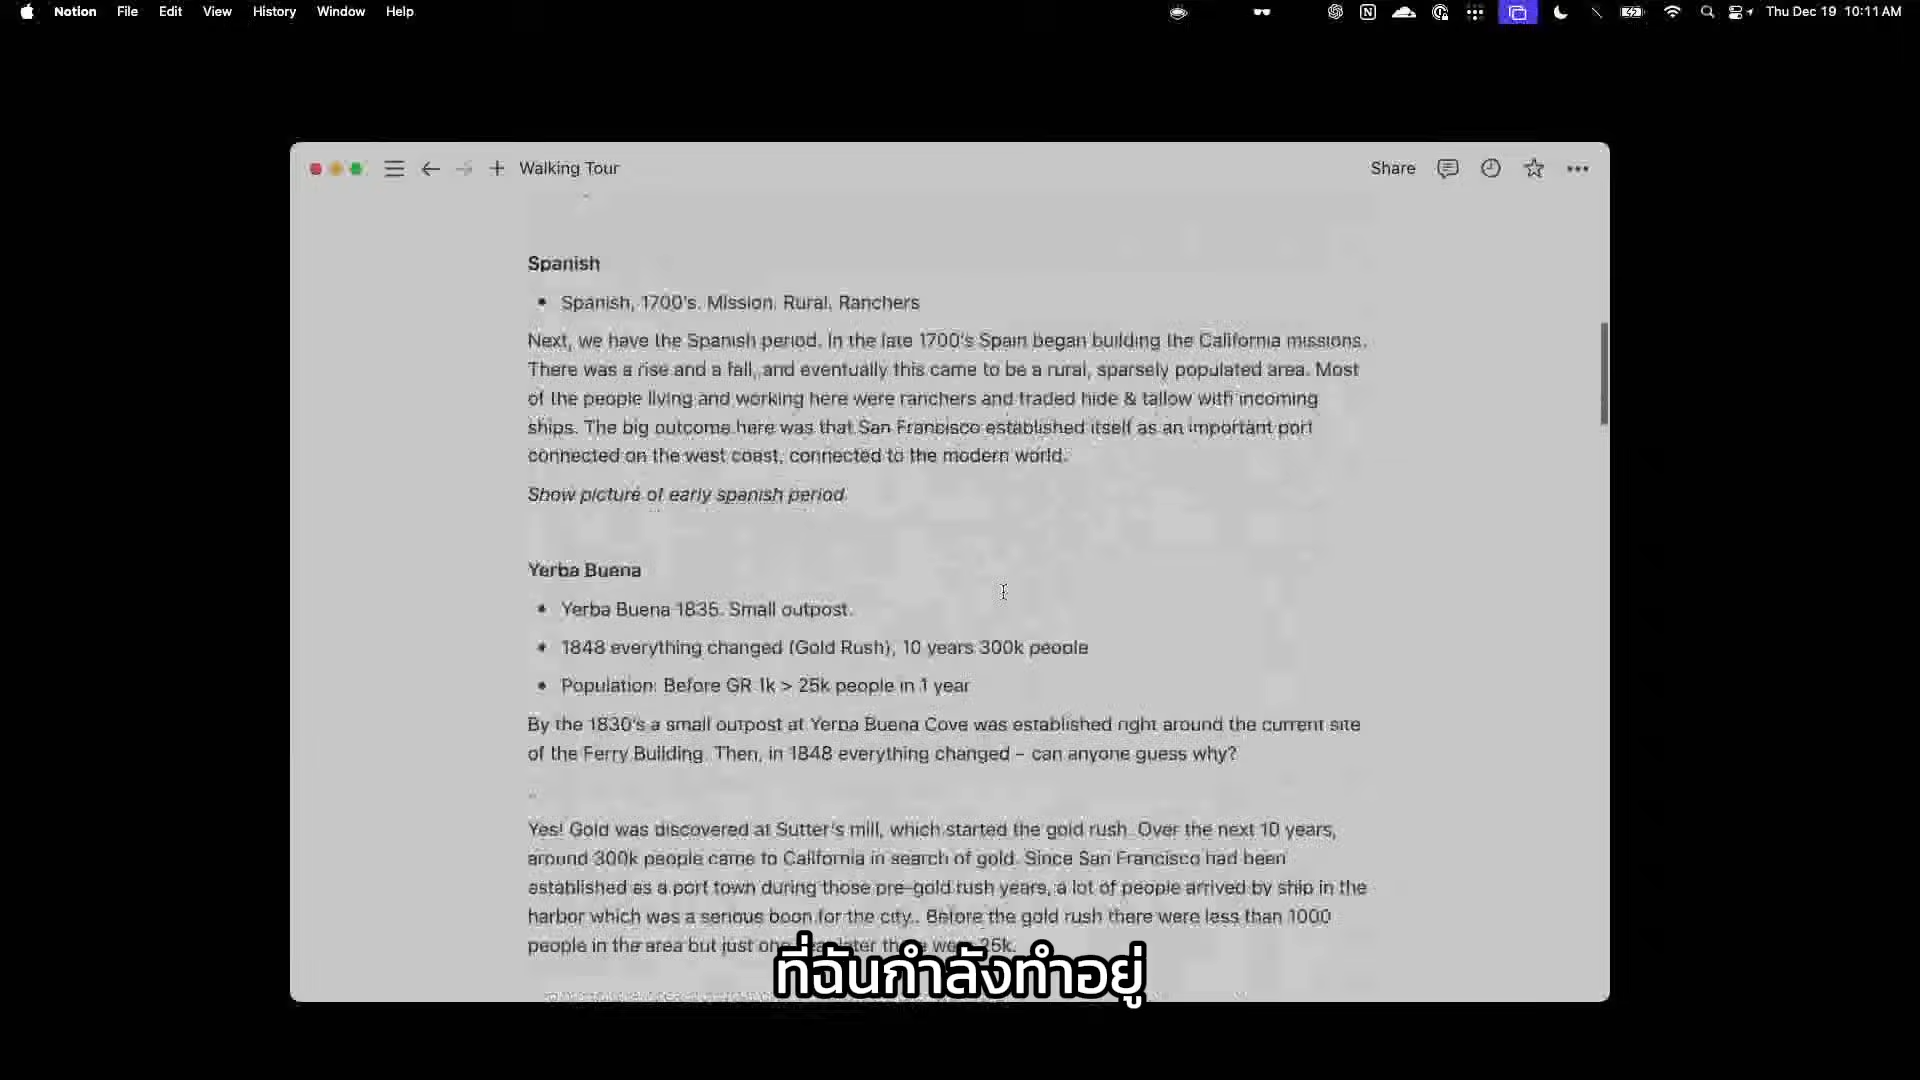 Notion File Edit View History Window Help
Thu Dec 19 10:11 AM
Walking Tour
Share
Spanish
• Spanish, 1700's. Mission. Rural. Ranchers
Next, we have the Spanish period. In the late 1700's Spain began building the California missions.
There was a rise and a fall, and eventually this came to be a rural, sparsely populated area. Most
of the people living and working here were ranchers and traded hide & tallow with incoming
ships. The big outcome here was that San Francisco established itself as an important port
connected on the west coast, connected to the modern world.
Show picture of early spanish period
Yerba Buena
• Yerba Buena 1835. Small outpost.
• 1848 everything changed (Gold Rush), 10 years 300k people
• Population: Before GR 1k > 25k people in 1 year
By the 1830's a small outpost at Yerba Buena Cove was established right around the current site
of the Ferry Building. Then, in 1848 everything changed – can anyone guess why?
Yes! Gold was discovered at Sutter's mill, which started the gold rush. Over the next 10 years,
around 300k people came to California in search of gold. Since San Francisco had been
established as a port town during those pre-gold rush years, a lot of people arrived by ship in the
harbor which was a serious boon for the city.. Before the gold rush there were less than 1000
people in the area but just one later 25k.
ที่ฉันกำลังทำอยู่